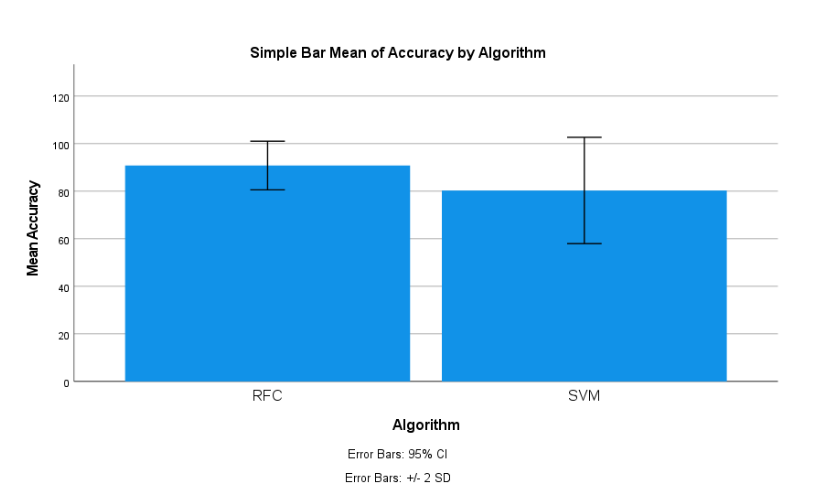 Simple Bar Mean of Accuracy by Algorithm
Mean Accuracy
120
100
80
60
40
20
0
RFC
SVM
Algorithm
Error Bars: 95% CI
Error Bars: +/- 2 SD